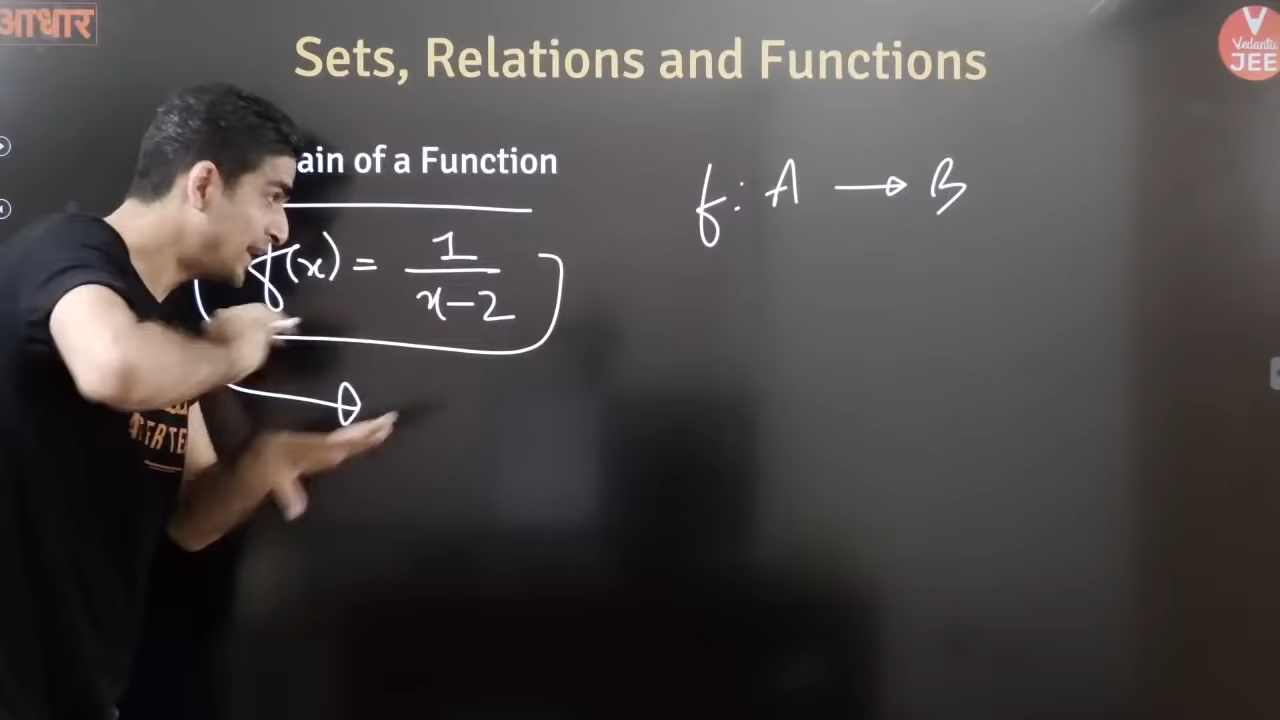 आधार
Sets, Relations and Functions
Vedantu
JEE
ain of a Function
f: A → B
f(x) = 1/(x-2)